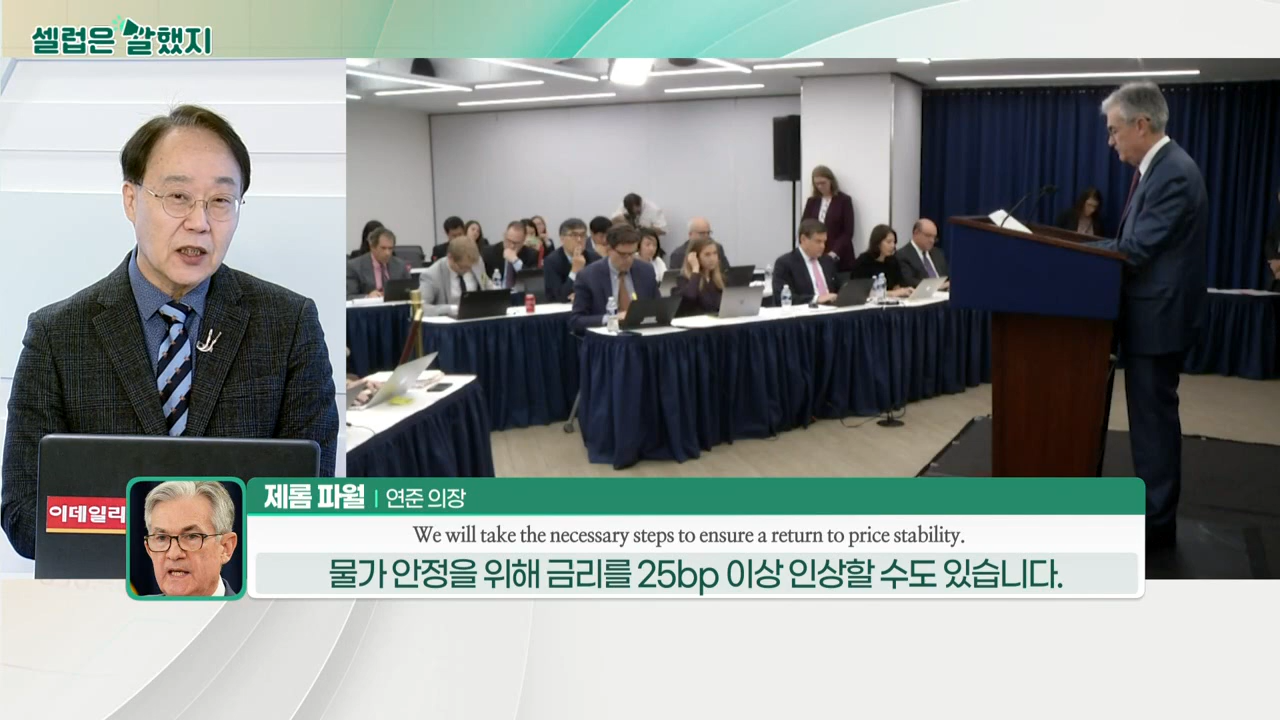 셀럽은 말했지
이데일리
제롬 파월 | 연준 의장
We will take the necessary steps to ensure a return to price stability.
물가 안정을 위해 금리를 25bp 이상 인상할 수도 있습니다.